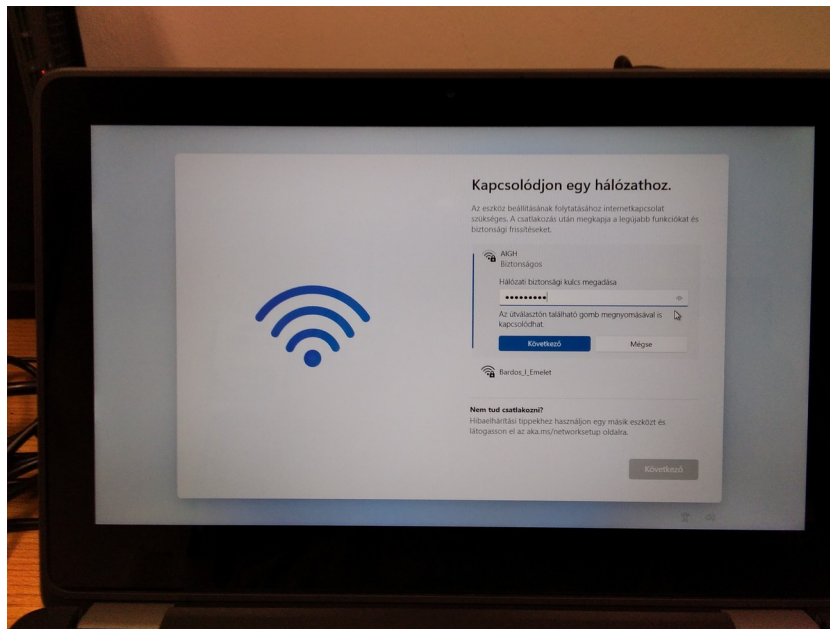 Kapcsolódjon egy hálózathoz.
Az eszköz beállításának folytatásához internetkapcsolat
szükséges. A csatlakozás után megkapja a legújabb funkciókat és
biztonsági frissítéseket.
AIGH
Biztonságos
Hálózati biztonsági kulcs megadása
•••••••••
Az útválasztón található gomb megnyomásával is
kapcsolódhat.
Következő Mégse
Bardos_I_Emelet
Nem tud csatlakozni?
Hibaelhárítási tippekhez használjon egy másik eszközt és
látogasson el az aka.ms/networksetup oldalra.
Következő